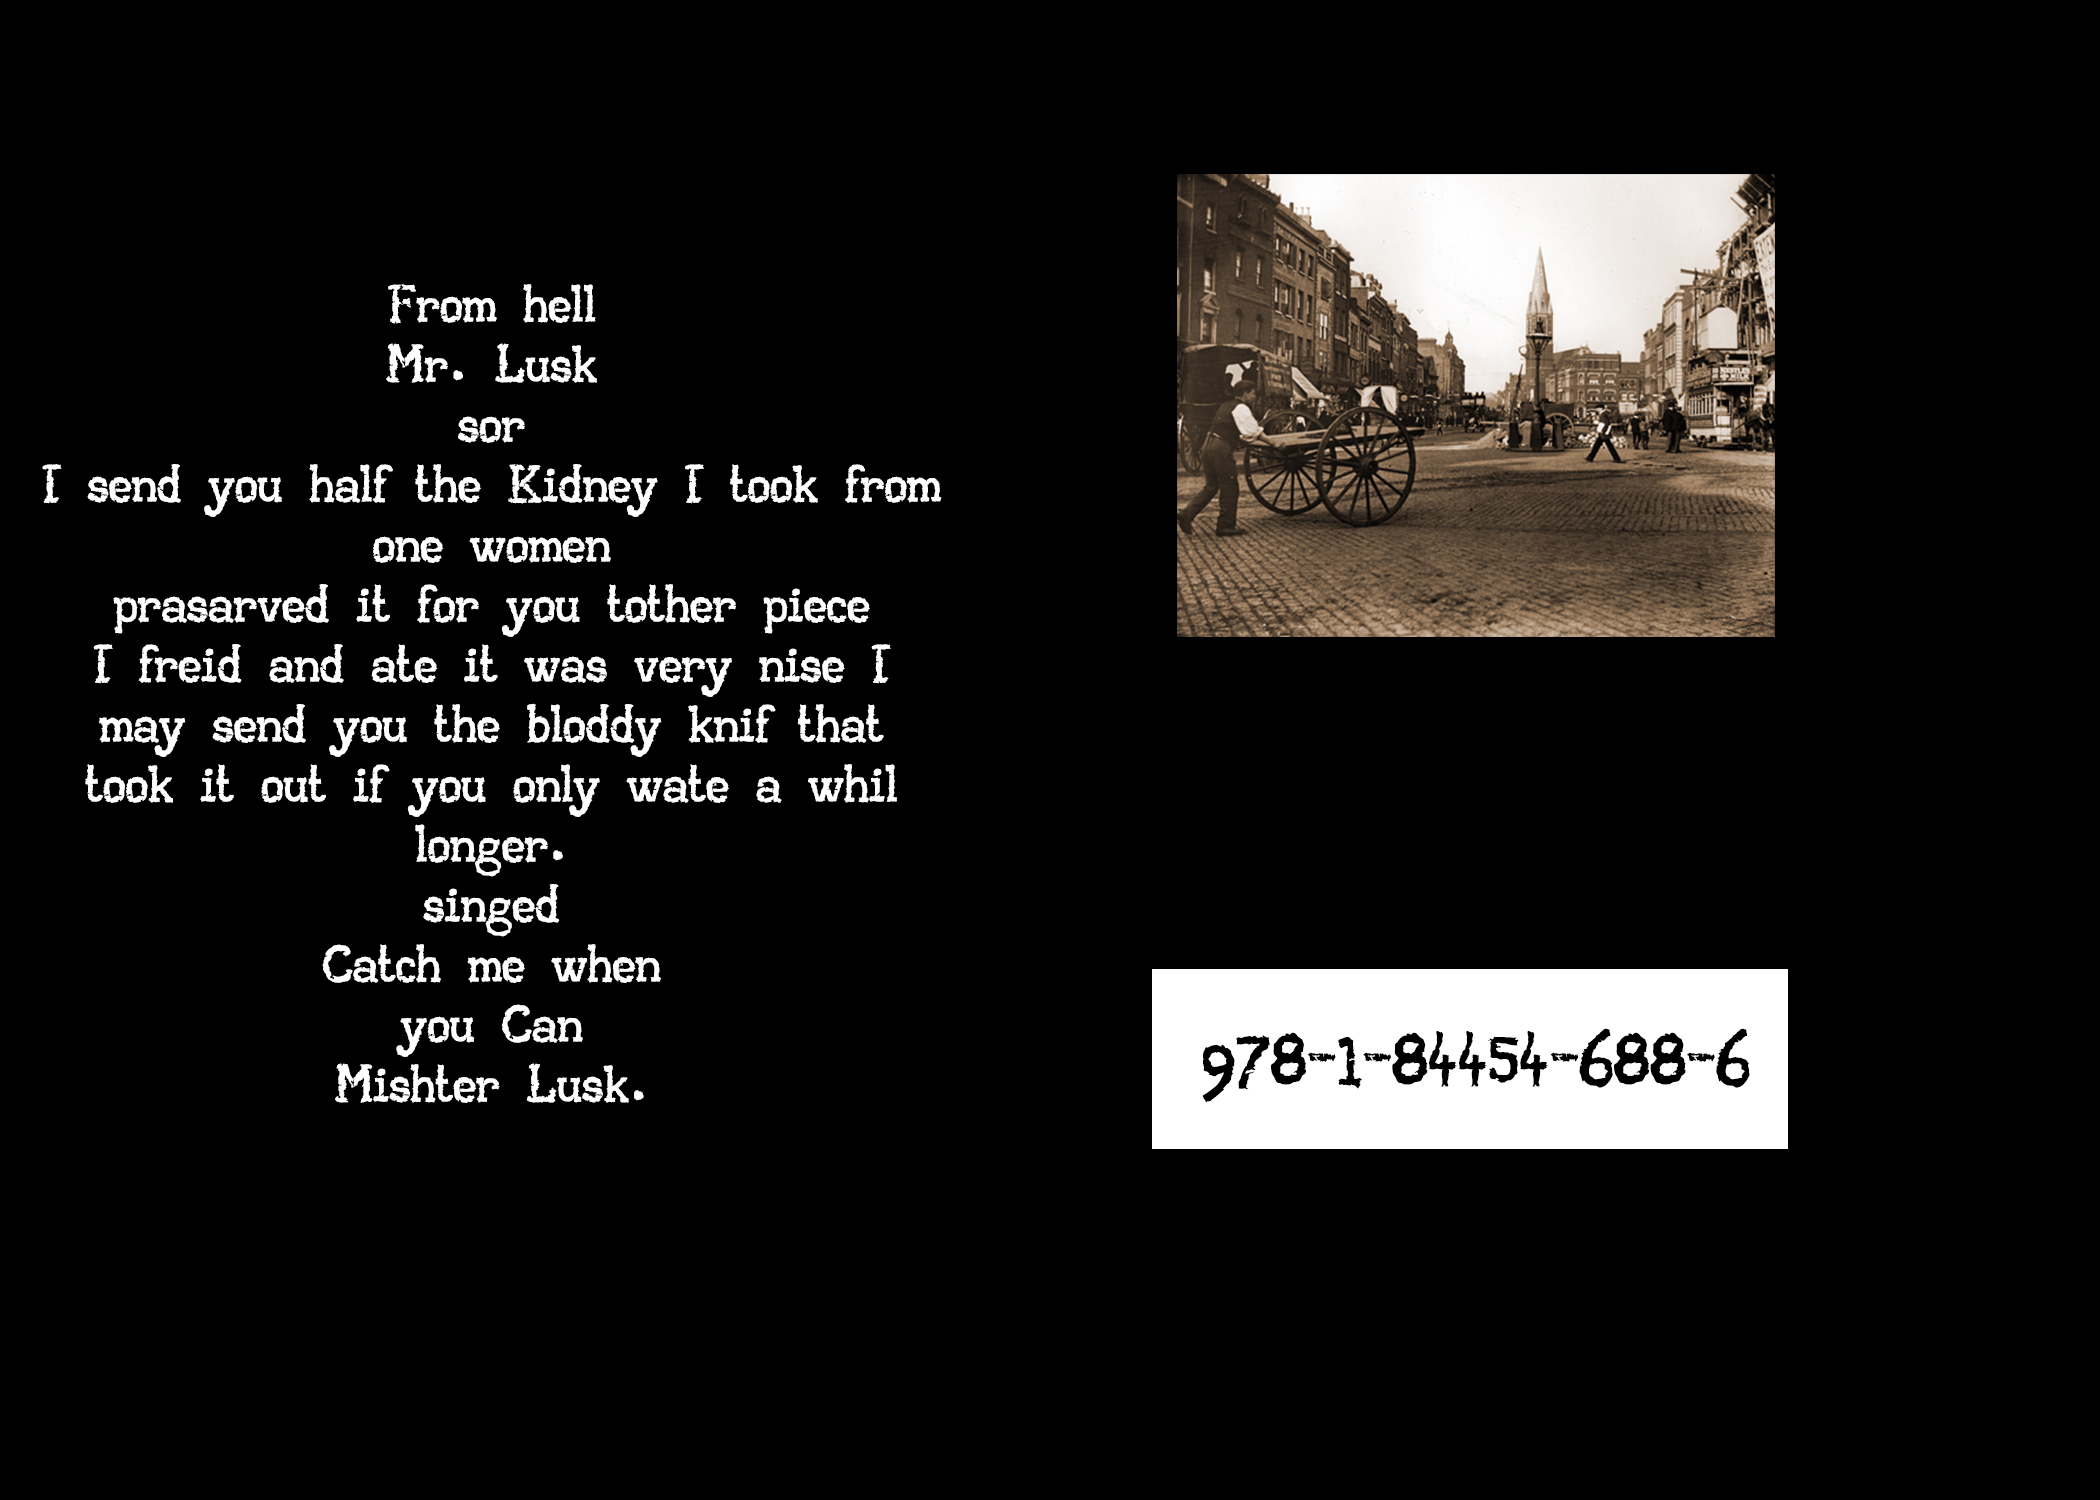 From hell
Mr. Lusk
sor
I send you half the Kidney I took from
one women
prasarved it for you tother piece
I freid and ate it was very nise I
may send you the bloddy knif that
took it out if you only wate a whil
longer.
singed
Catch me when
you Can
Mishter Lusk.
NESTLE'S
MILK
978-1-84454-688-6